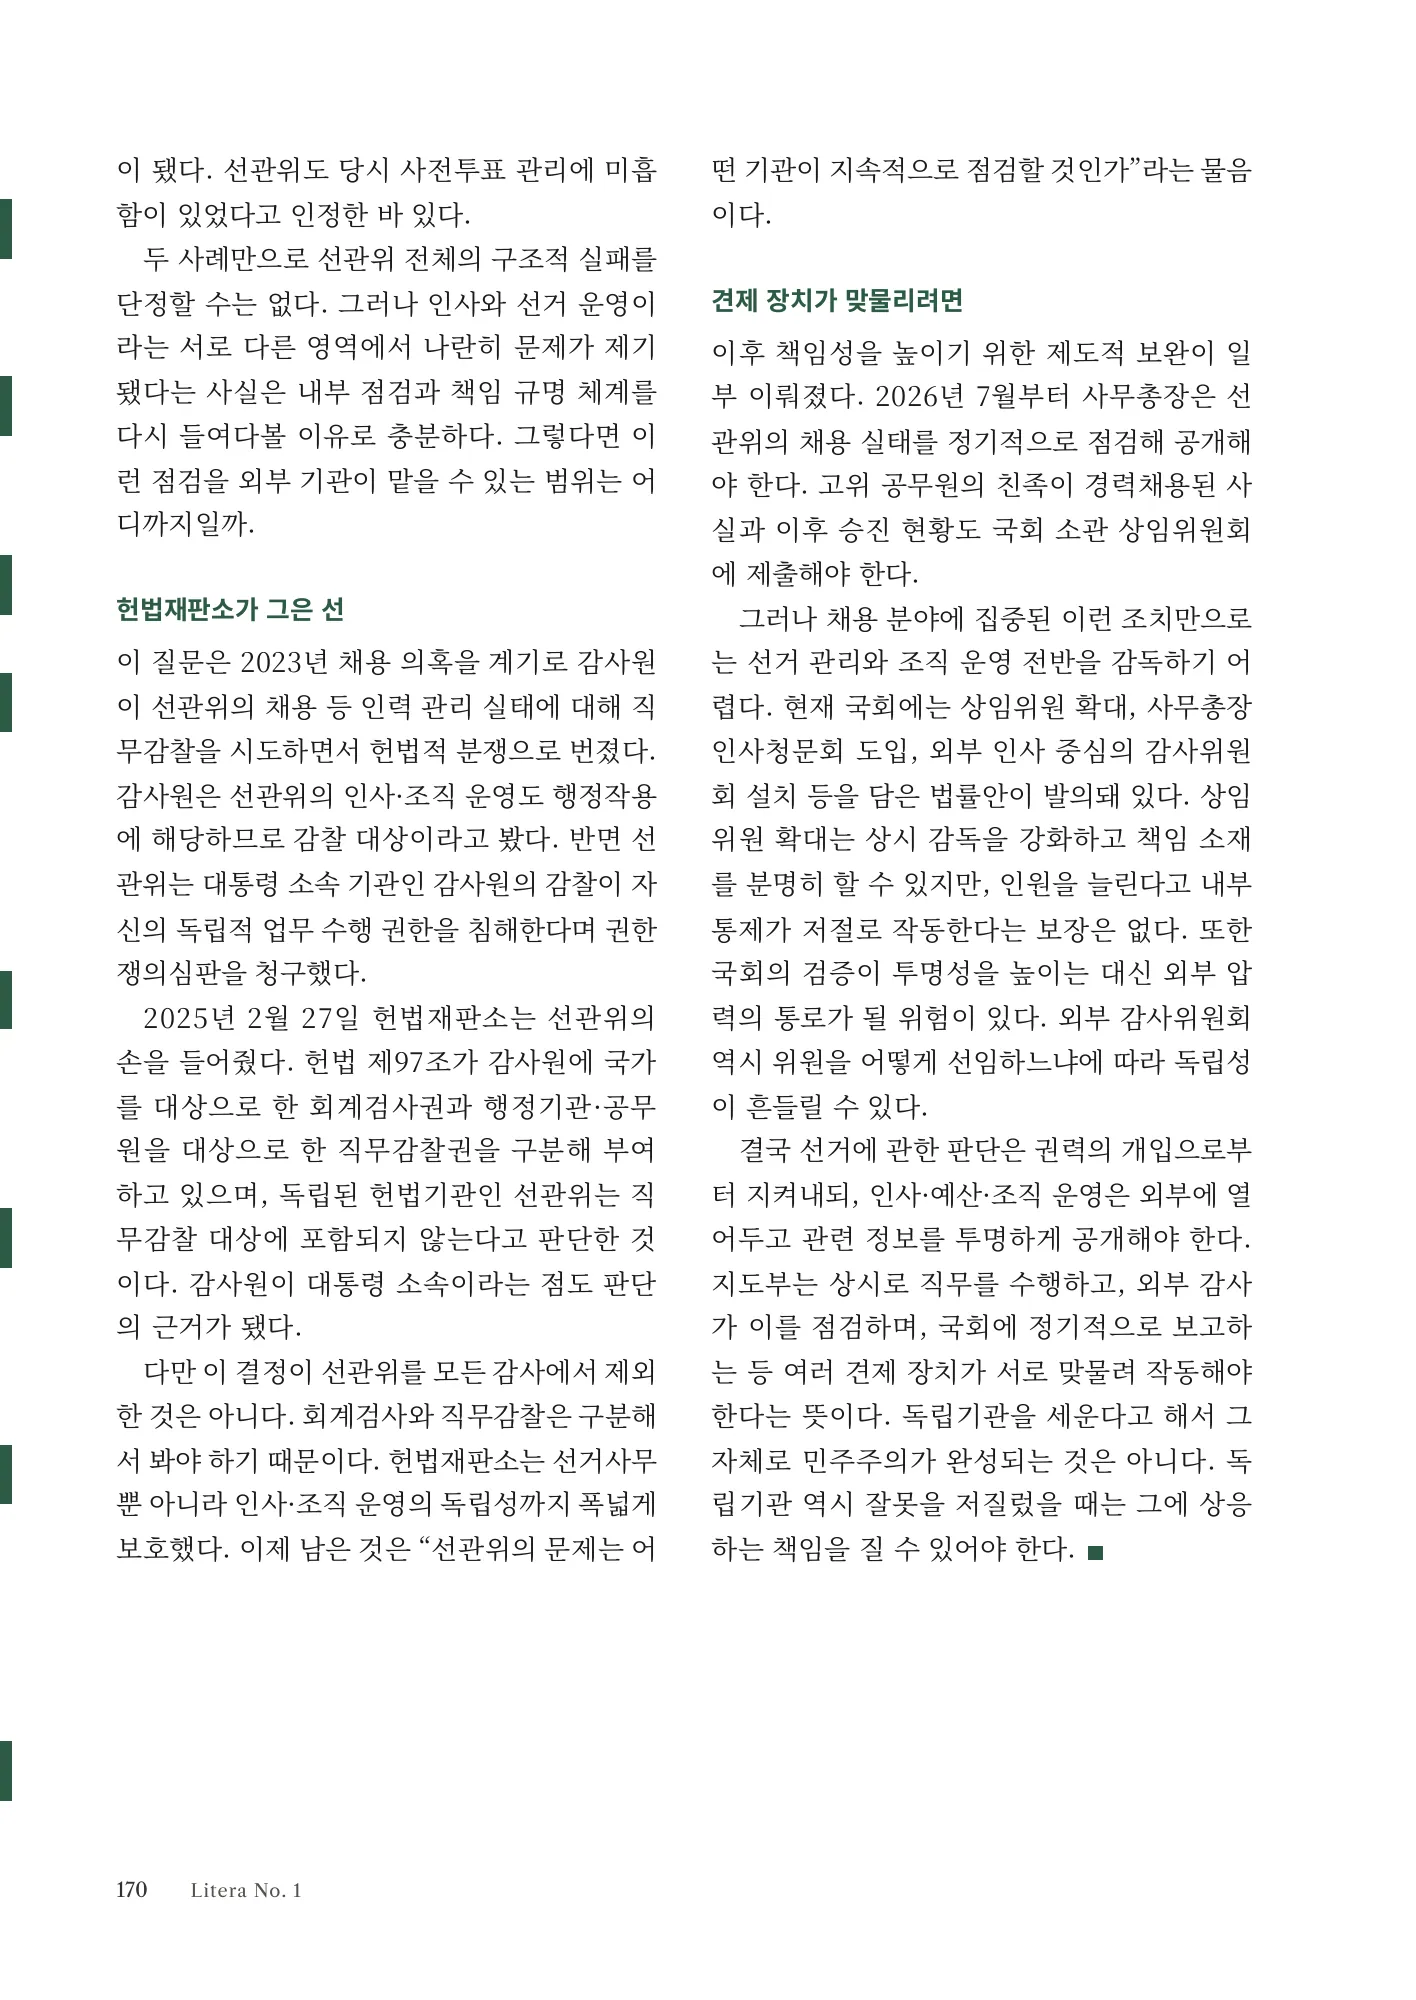 이 됐다. 선관위도 당시 사전투표 관리에 미흡
함이 있었다고 인정한 바 있다.
두 사례만으로 선관위 전체의 구조적 실패를
단정할 수는 없다. 그러나 인사와 선거 운영이
라는 서로 다른 영역에서 나란히 문제가 제기
됐다는 사실은 내부 점검과 책임 규명 체계를
다시 들여다볼 이유로 충분하다. 그렇다면 이
런 점검을 외부 기관이 맡을 수 있는 범위는 어
디까지일까.
헌법재판소가 그은 선
이 질문은 2023년 채용 의혹을 계기로 감사원
이 선관위의 채용 등 인력 관리 실태에 대해 직
무감찰을 시도하면서 헌법적 분쟁으로 번졌다.
감사원은 선관위의 인사·조직 운영도 행정작용
에 해당하므로 감찰 대상이라고 봤다. 반면 선
관위는 대통령 소속 기관인 감사원의 감찰이 자
신의 독립적 업무 수행 권한을 침해한다며 권한
쟁의심판을 청구했다.
2025년 2월 27일 헌법재판소는 선관위의
손을 들어줬다. 헌법 제97조가 감사원에 국가
를 대상으로 한 회계검사권과 행정기관·공무
원을 대상으로 한 직무감찰권을 구분해 부여
하고 있으며, 독립된 헌법기관인 선관위는 직
무감찰 대상에 포함되지 않는다고 판단한 것
이다. 감사원이 대통령 소속이라는 점도 판단
의 근거가 됐다.
다만 이 결정이 선관위를 모든 감사에서 제외
한 것은 아니다. 회계검사와 직무감찰은 구분해
서 봐야 하기 때문이다. 헌법재판소는 선거사무
뿐 아니라 인사·조직 운영의 독립성까지 폭넓게
보호했다. 이제 남은 것은 “선관위의 문제는 어
떤 기관이 지속적으로 점검할 것인가”라는 물음
이다.
견제 장치가 맞물리려면
이후 책임성을 높이기 위한 제도적 보완이 일
부 이뤄졌다. 2026년 7월부터 사무총장은 선
관위의 채용 실태를 정기적으로 점검해 공개해
야 한다. 고위 공무원의 친족이 경력채용된 사
실과 이후 승진 현황도 국회 소관 상임위원회
에 제출해야 한다.
그러나 채용 분야에 집중된 이런 조치만으로
는 선거 관리와 조직 운영 전반을 감독하기 어
렵다. 현재 국회에는 상임위원 확대, 사무총장
인사청문회 도입, 외부 인사 중심의 감사위원
회 설치 등을 담은 법률안이 발의돼 있다. 상임
위원 확대는 상시 감독을 강화하고 책임 소재
를 분명히 할 수 있지만, 인원을 늘린다고 내부
통제가 저절로 작동한다는 보장은 없다. 또한
국회의 검증이 투명성을 높이는 대신 외부 압
력의 통로가 될 위험이 있다. 외부 감사위원회
역시 위원을 어떻게 선임하느냐에 따라 독립성
이 흔들릴 수 있다.
결국 선거에 관한 판단은 권력의 개입으로부
터 지켜내되, 인사·예산·조직 운영은 외부에 열
어두고 관련 정보를 투명하게 공개해야 한다.
지도부는 상시로 직무를 수행하고, 외부 감사
가 이를 점검하며, 국회에 정기적으로 보고하
는 등 여러 견제 장치가 서로 맞물려 작동해야
한다는 뜻이다. 독립기관을 세운다고 해서 그
자체로 민주주의가 완성되는 것은 아니다. 독
립기관 역시 잘못을 저질렀을 때는 그에 상응
하는 책임을 질 수 있어야 한다. ■
170 Litera No. 1